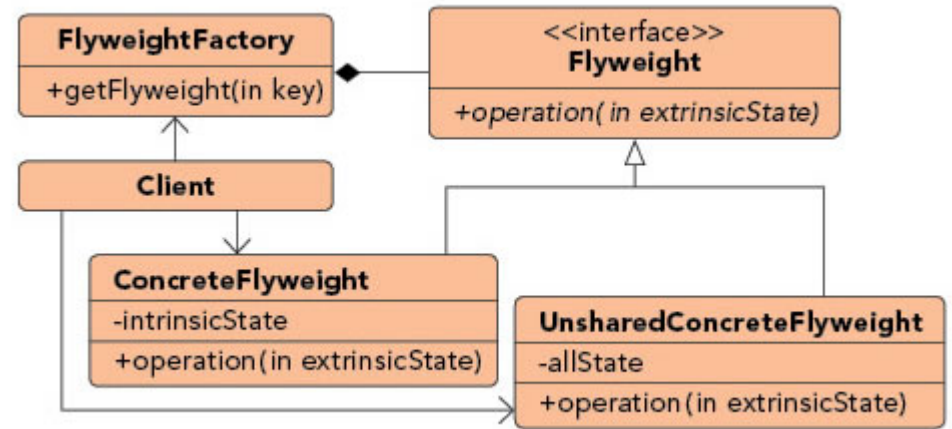 FlyweightFactory
+getFlyweight(in key)
<<interface>>
Flyweight
+operation( in extrinsicState)
Client
ConcreteFlyweight
-intrinsicState
+operation(in extrinsicState)
UnsharedConcreteFlyweight
-allState
+operation(in extrinsicState)